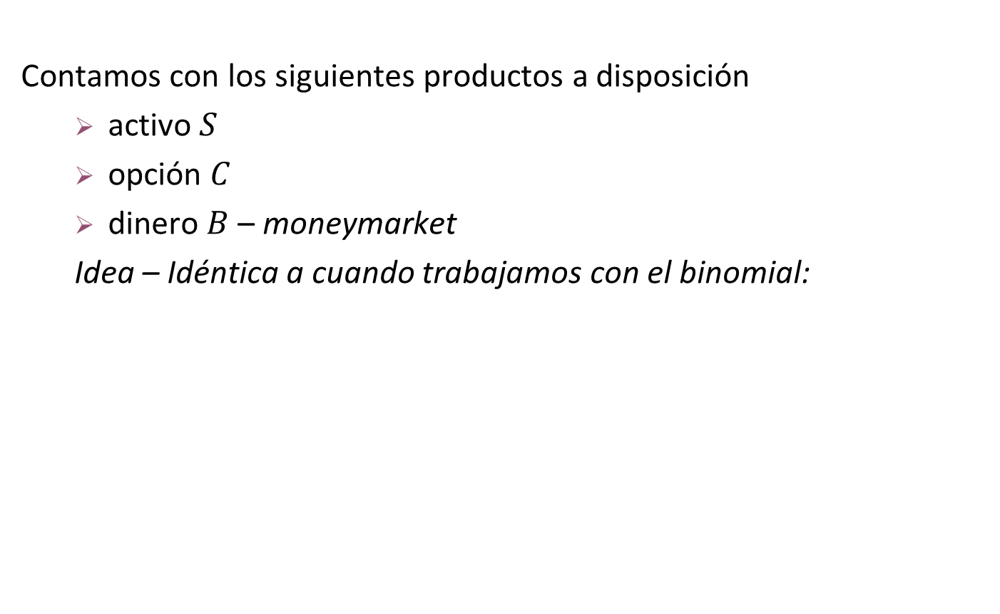 Contamos con los siguientes productos a disposición
➢ activo S
➢ opción C
➢ dinero B – moneymarket
Idea – Idéntica a cuando trabajamos con el binomial: